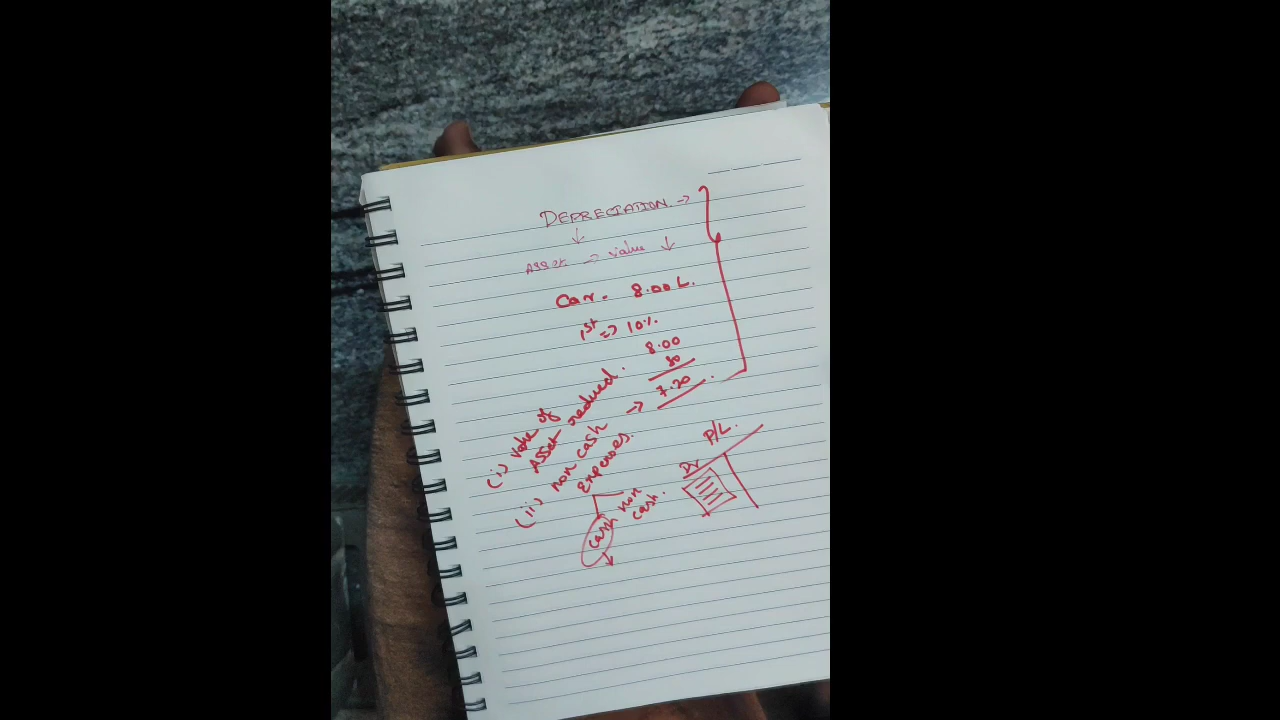 DEPRECIATION →
↓
Asset → value ↓
Car. 8.00 L.
1st => 10%
8.00
80
→ 7.20.
(i) value of
Asset reduced.
(ii) non cash
Expenses.
cash non
cash.
P/L.
Dr